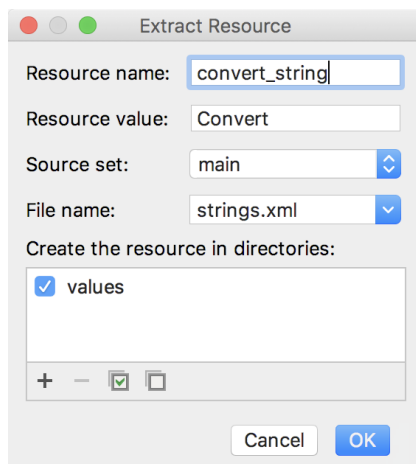 Extract Resource
Resource name: convert_string
Resource value: Convert
Source set: main
File name: strings.xml
Create the resource in directories:
values
Cancel OK